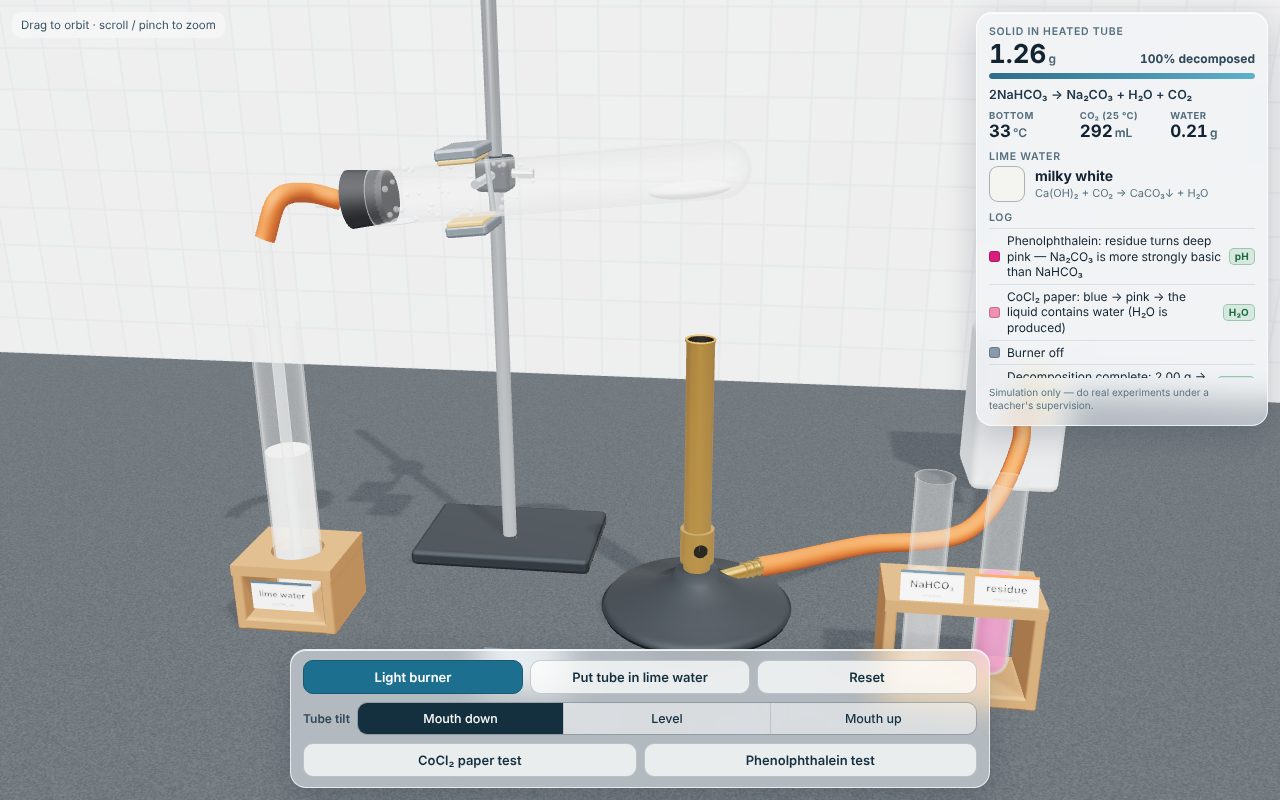 Drag to orbit · scroll / pinch to zoom
SOLID IN HEATED TUBE
1.26 g
100% decomposed
2NaHCO₃ → Na₂CO₃ + H₂O + CO₂
BOTTOM
33 °C
CO₂ (25 °C)
292 mL
WATER
0.21 g
LIME WATER
milky white
Ca(OH)₂ + CO₂ → CaCO₃↓ + H₂O
LOG
Phenolphthalein: residue turns deep
pink — Na₂CO₃ is more strongly basic
than NaHCO₃
pH
CoCl₂ paper: blue → pink → the
liquid contains water (H₂O is
produced)
H₂O
Burner off
Decomposition complete: 2.00 g →
Simulation only — do real experiments under a
teacher's supervision.
lime water
NaHCO₃
residue
Light burner
Put tube in lime water
Reset
Tube tilt
Mouth down
Level
Mouth up
CoCl₂ paper test
Phenolphthalein test